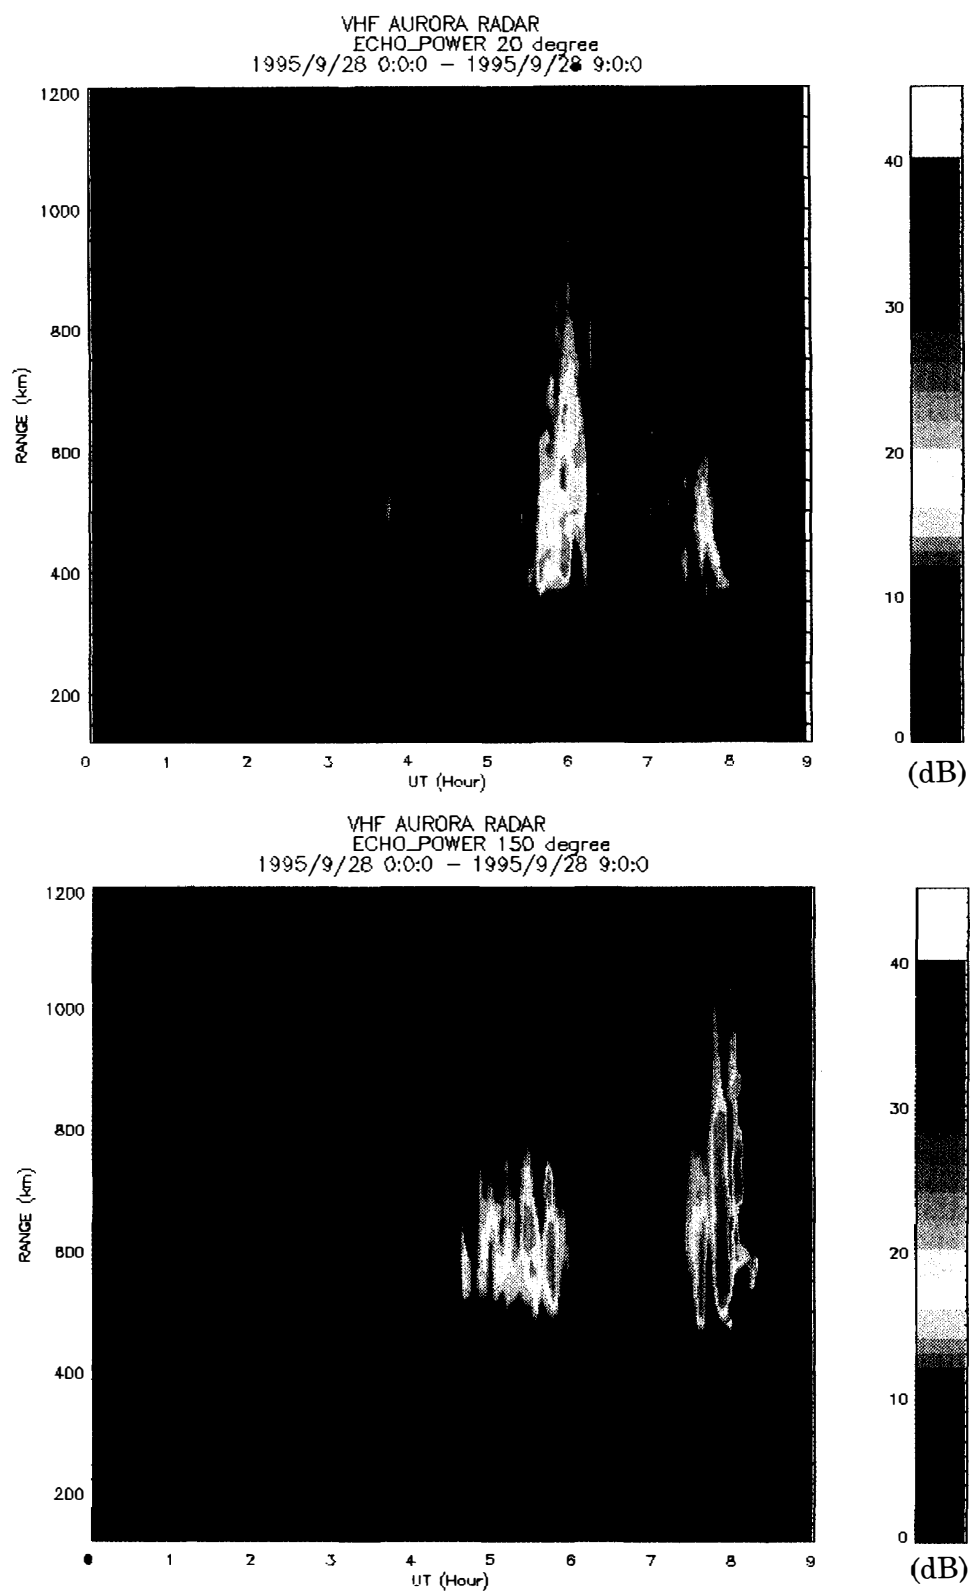 VHF AURORA RADAR
ECHO_POWER 20 degree
1995/9/28 0:0:0 - 1995/9/28 9:0:0
1200
1000
800
600
400
200
RANGE (km)
0 1 2 3 4 5 6 7 8 9
UT (Hour)
40
30
20
10
0
(dB)
VHF AURORA RADAR
ECHO_POWER 150 degree
1995/9/28 0:0:0 - 1995/9/28 9:0:0
1200
1000
800
600
400
200
RANGE (km)
0 1 2 3 4 5 6 7 8 9
UT (Hour)
40
30
20
10
0
(dB)